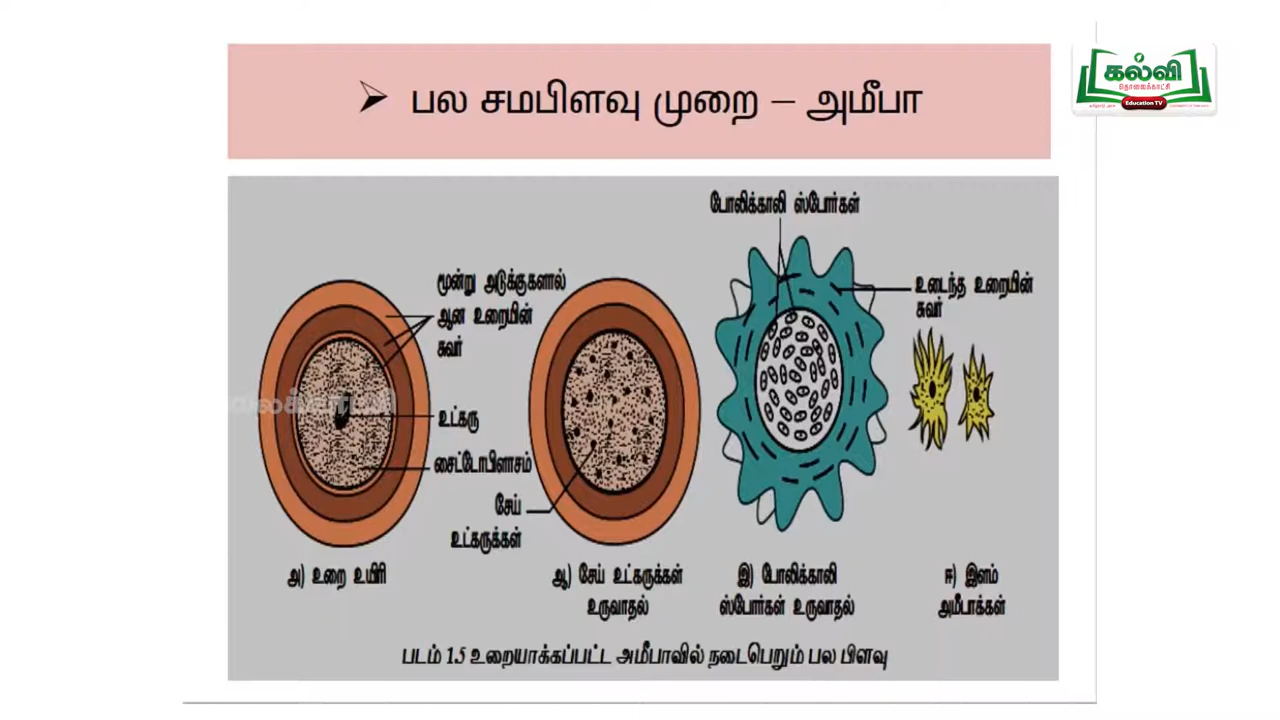 ➤ பல சமபிளவு முறை – அமீபா
கல்வி
தொலைக்காட்சி
Education TV
போலிக்காலி ஸ்போர்கள்
மூன்று அடுக்குகளால்
ஆன உறையின்
சுவர்
உடைந்த உறையின்
சுவர்
உட்கரு
சைட்டோபிளாசம்
சேய்
உட்கருக்கள்
அ) உறை உயிரி
ஆ) சேய் உட்கருக்கள்
உருவாதல்
இ) போலிக்காலி
ஸ்போர்கள் உருவாதல்
ஈ) இளம்
அமீபாக்கள்
படம் 1.5 உறையாக்கப்பட்ட அமீபாவில் நடைபெறும் பல பிளவு